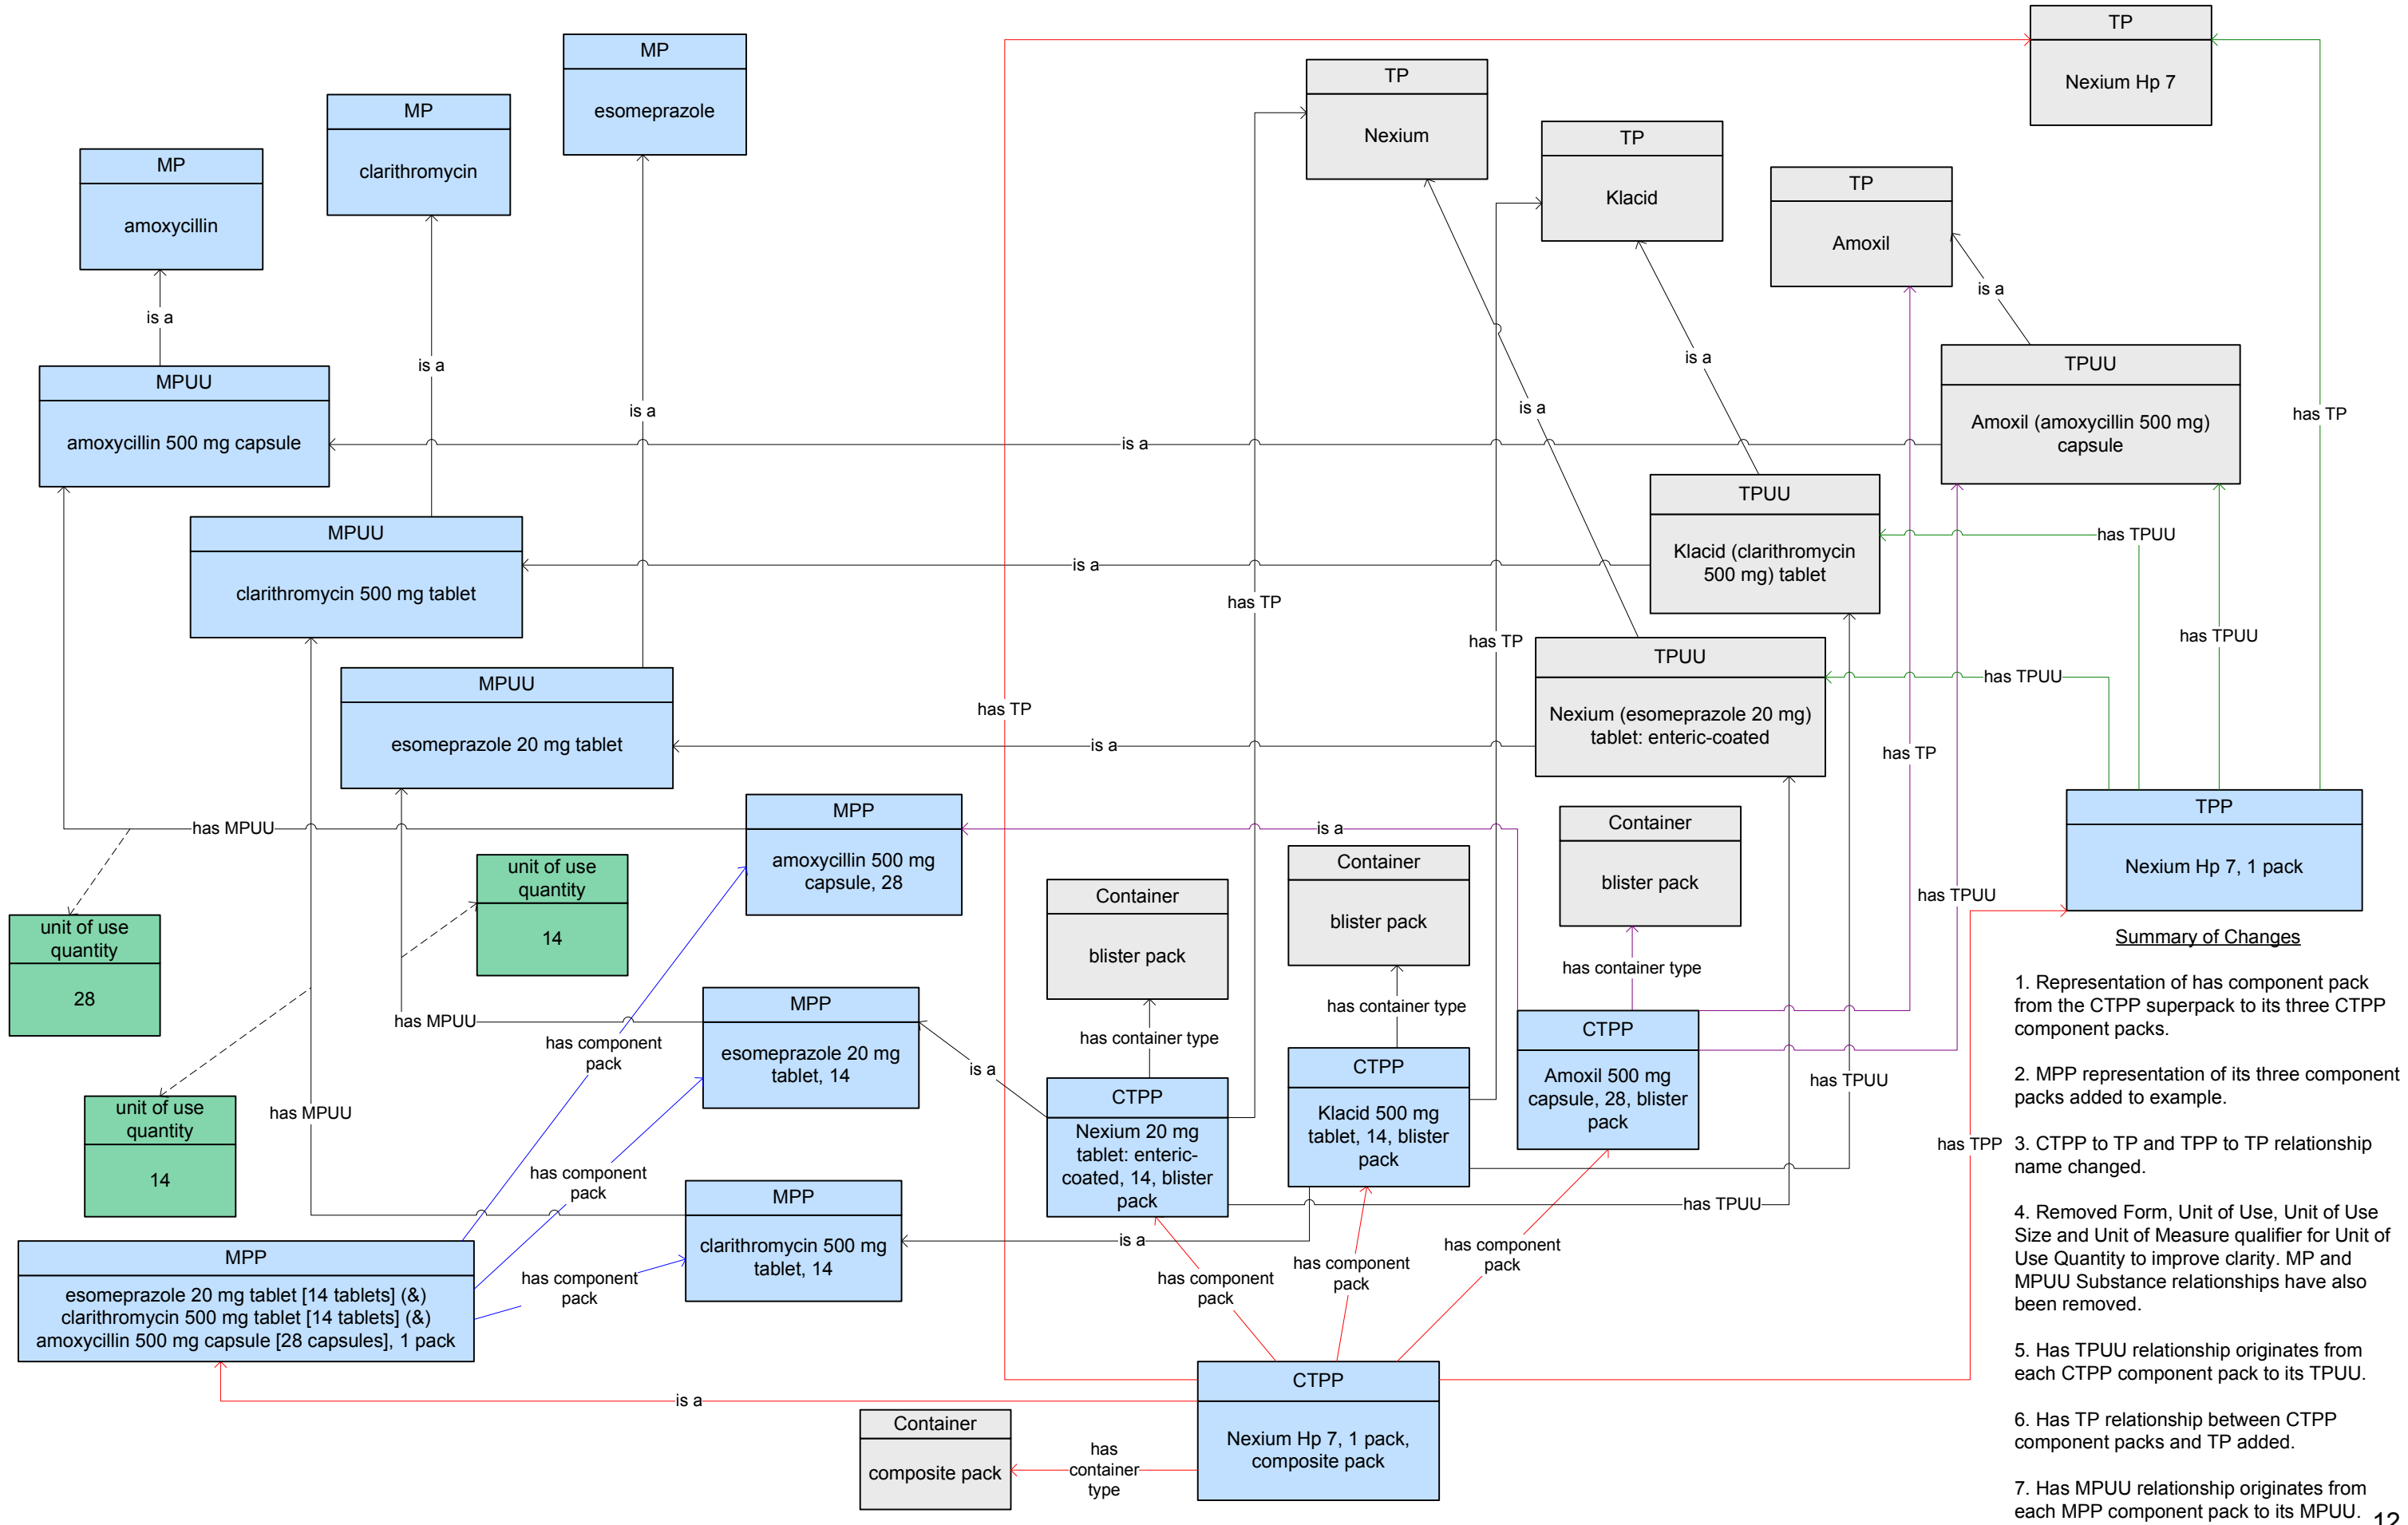 TP
Nexium Hp 7
MP
esomeprazole
TP
Nexium
MP
clarithromycin
TP
Klacid
MP
amoxycillin
TP
Amoxil
is a
is a
is a
is a
is a
is a
MPUU
amoxycillin 500 mg capsule
TPUU
Amoxil (amoxycillin 500 mg)
capsule
has TP
is a
MPUU
clarithromycin 500 mg tablet
TPUU
Klacid (clarithromycin
500 mg) tablet
has TPUU
is a
has TP
has TP
has TPUU
MPUU
esomeprazole 20 mg tablet
TPUU
Nexium (esomeprazole 20 mg)
tablet: enteric-coated
has TPUU
has TP
is a
has TP
MPP
amoxycillin 500 mg
capsule, 28
has MPUU
is a
Container
blister pack
TPP
Nexium Hp 7, 1 pack
unit of use
quantity
14
Container
blister pack
Container
blister pack
has TPUU
unit of use
quantity
28
has container type
has container type
has container type
MPP
esomeprazole 20 mg
tablet, 14
has MPUU
has component
pack
is a
CTPP
Nexium 20 mg
tablet: enteric-
coated, 14, blister
pack
CTPP
Klacid 500 mg
tablet, 14, blister
pack
CTPP
Amoxil 500 mg
capsule, 28, blister
pack
has TPUU
has TPP
unit of use
quantity
14
has MPUU
has component
pack
has TPUU
MPP
clarithromycin 500 mg
tablet, 14
is a
has component
pack
has component
pack
has component
pack
has component
pack
MPP
esomeprazole 20 mg tablet [14 tablets] (&)
clarithromycin 500 mg tablet [14 tablets] (&)
amoxycillin 500 mg capsule [28 capsules], 1 pack
is a
CTPP
Nexium Hp 7, 1 pack,
composite pack
Container
composite pack
has
container
type
Summary of Changes
1. Representation of has component pack
from the CTPP superpack to its three CTPP
component packs.
2. MPP representation of its three component
packs added to example.
3. CTPP to TP and TPP to TP relationship
name changed.
4. Removed Form, Unit of Use, Unit of Use
Size and Unit of Measure qualifier for Unit of
Use Quantity to improve clarity. MP and
MPUU Substance relationships have also
been removed.
5. Has TPUU relationship originates from
each CTPP component pack to its TPUU.
6. Has TP relationship between CTPP
component packs and TP added.
7. Has MPUU relationship originates from
each MPP component pack to its MPUU.
12